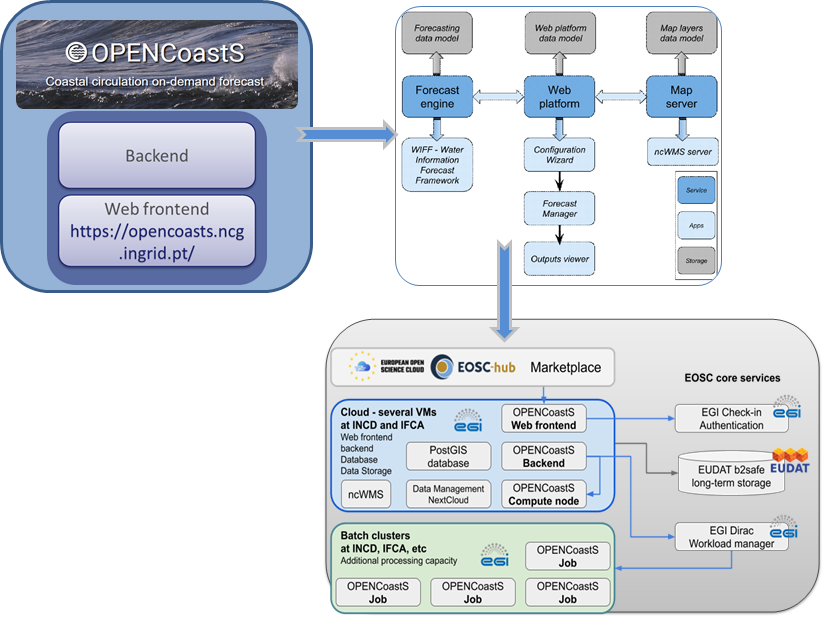 OPENCoastS
Coastal circulation on-demand forecast
Backend
Web frontend
https://opencoasts.ncg
.ingrid.pt/
Forecasting
data model
Web platform
data model
Map layers
data model
Forecast
engine
Web
platform
Map
server
WIFF - Water
Information
Forecast
Framework
Configuration
Wizard
ncWMS server
Forecast
Manager
Outputs viewer
Service
Apps
Storage
EUROPEAN OPEN
SCIENCE CLOUD
EOSC-hub
Marketplace
EOSC core services
Cloud - several VMs
at INCD and IFCA
Web frontend
backend
Database
Data Storage
EGI
OPENCoastS
Web frontend
PostGIS
database
OPENCoastS
Backend
ncWMS
Data Management
NextCloud
OPENCoastS
Compute node
EGI Check-in
Authentication
EGI
EUDAT b2safe
long-term storage
EUDAT
EGI Dirac
Workload manager
EGI
Batch clusters
at INCD, IFCA, etc
Additional processing capacity
EGI
OPENCoastS
Job
OPENCoastS
Job
OPENCoastS
Job
OPENCoastS
Job